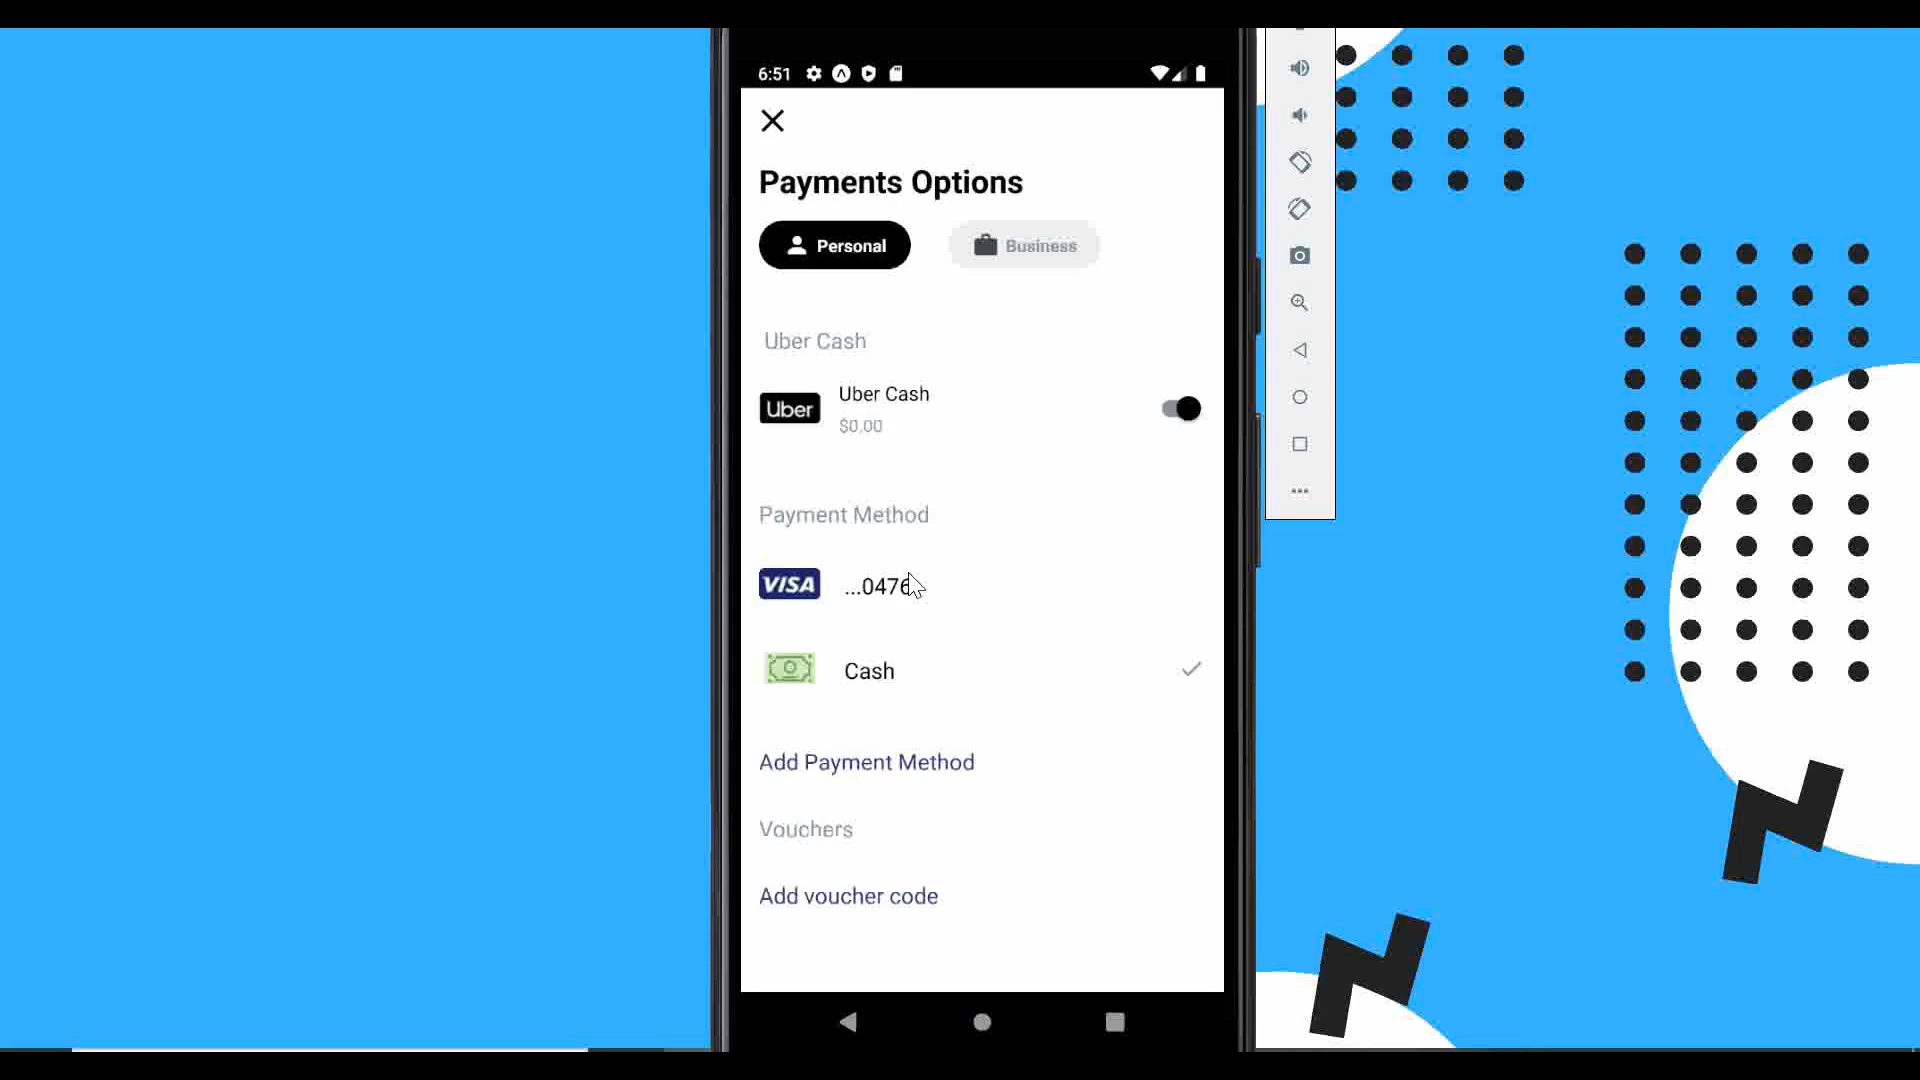 6:51
Payments Options
Personal
Business
Uber Cash
Uber
Uber Cash
$0,00
Payment Method
VISA
...0476
Cash
Add Payment Method
Vouchers
Add voucher code